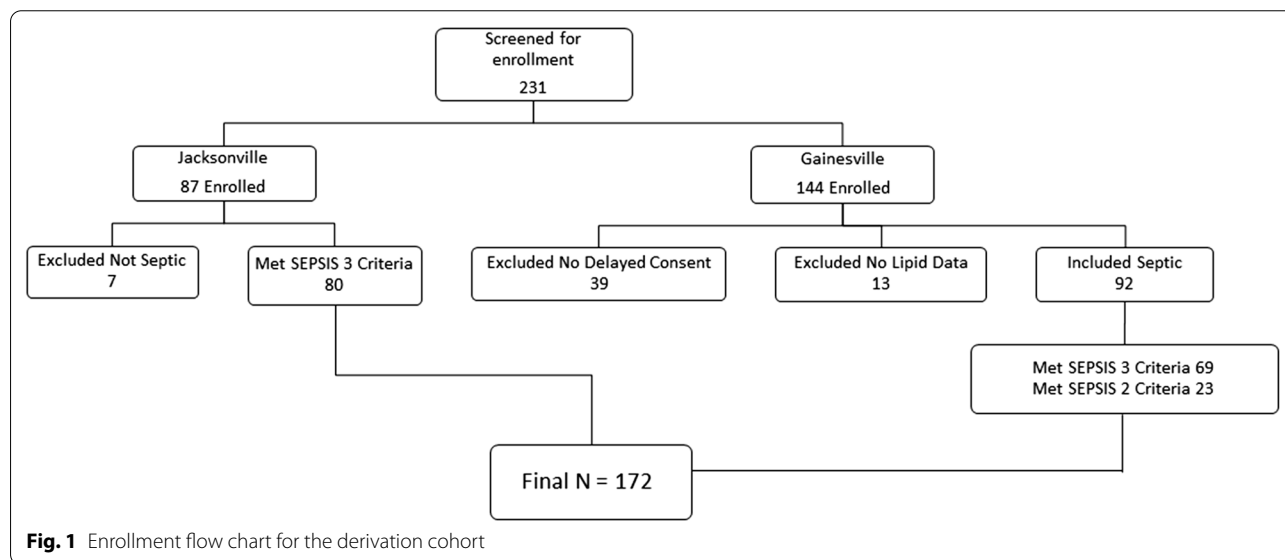 Screened for
enrollment
231
Jacksonville
87 Enrolled
Gainesville
144 Enrolled
Excluded Not Septic
7
Met SEPSIS 3 Criteria
80
Excluded No Delayed Consent
39
Excluded No Lipid Data
13
Included Septic
92
Met SEPSIS 3 Criteria 69
Met SEPSIS 2 Criteria 23
Final N = 172
Fig. 1 Enrollment flow chart for the derivation cohort